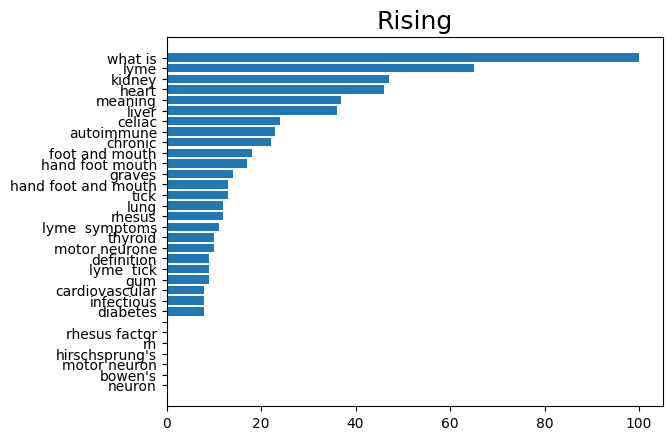 Rising
what is
lyme
kidney
heart
meaning
liver
celiac
autoimmune
chronic
foot and mouth
hand foot mouth
graves
hand foot and mouth
tick
lung
rhesus
lyme  symptoms
thyroid
motor neurone
definition
lyme  tick
gum
cardiovascular
infectious
diabetes
rhesus factor
rh
hirschsprung's
motor neuron
bowen's
neuron
0 20 40 60 80 100